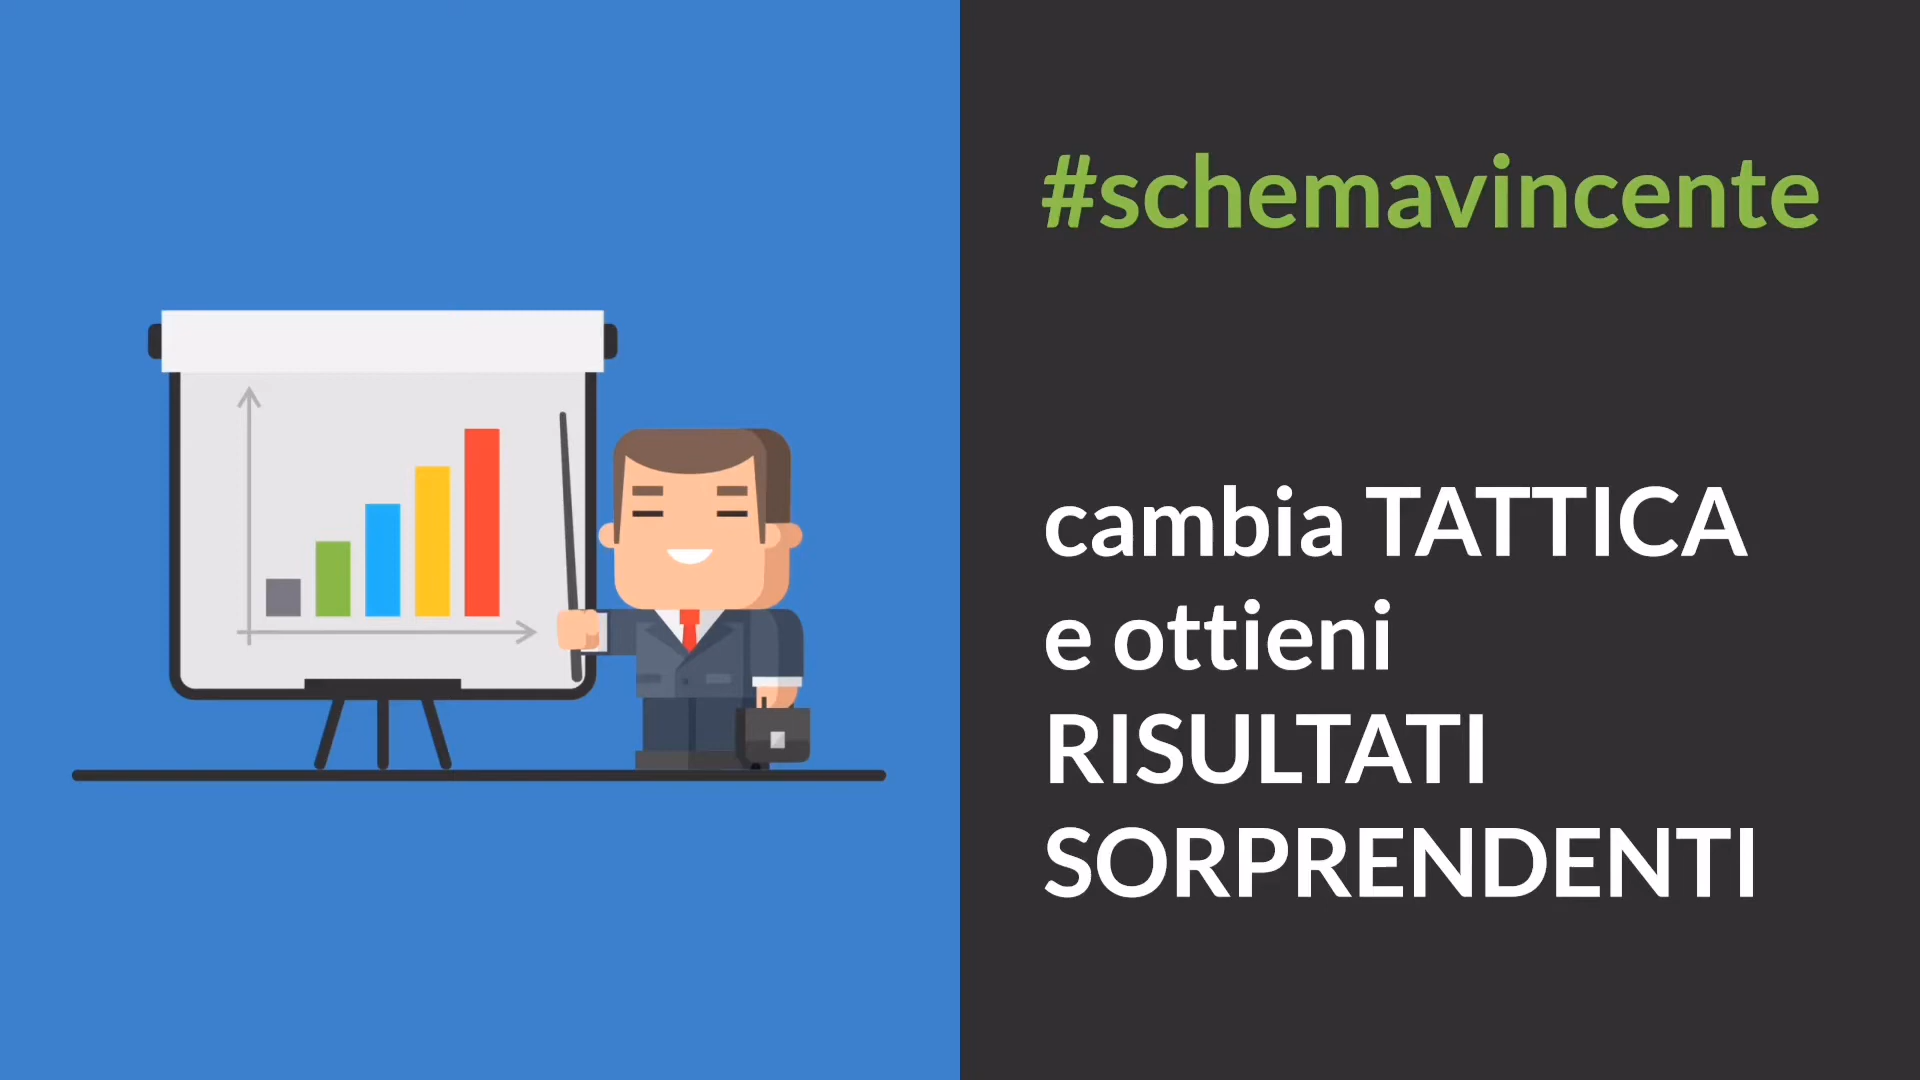 #schemavincente
cambia TATTICA
e ottieni
RISULTATI
SORPRENDENTI